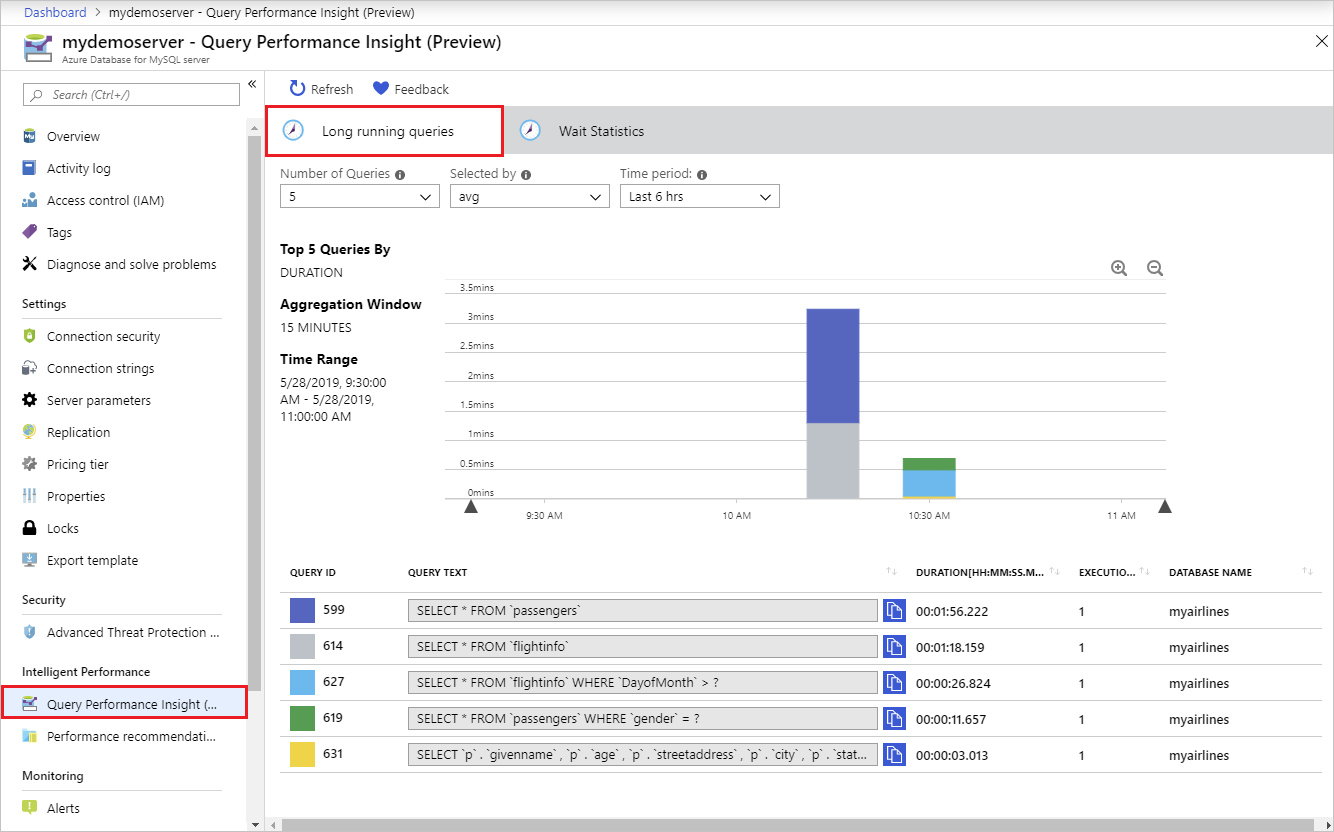 Dashboard > mydemoserver - Query Performance Insight (Preview)
mydemoserver - Query Performance Insight (Preview)
Azure Database for MySQL server
Search (Ctrl+/)
Overview
Activity log
Access control (IAM)
Tags
Diagnose and solve problems
Settings
Connection security
Connection strings
Server parameters
Replication
Pricing tier
Properties
Locks
Export template
Security
Advanced Threat Protection ...
Intelligent Performance
Query Performance Insight (...
Performance recommendati...
Monitoring
Alerts
Refresh Feedback
Long running queries Wait Statistics
Number of Queries Selected by Time period:
5 avg Last 6 hrs
Top 5 Queries By
DURATION
Aggregation Window
15 MINUTES
Time Range
5/28/2019, 9:30:00
AM - 5/28/2019,
11:00:00 AM
3.5mins
3mins
2.5mins
2mins
1.5mins
1mins
0.5mins
0mins
9:30 AM 10 AM 10:30 AM 11 AM
QUERY ID QUERY TEXT DURATION[HH:MM:SS.M... EXECUTIO... DATABASE NAME
599 SELECT * FROM `passengers` 00:01:56.222 1 myairlines
614 SELECT * FROM `flightinfo` 00:01:18.159 1 myairlines
627 SELECT * FROM `flightinfo` WHERE `DayofMonth` > ? 00:00:26.824 1 myairlines
619 SELECT * FROM `passengers` WHERE `gender` = ? 00:00:11.657 1 myairlines
631 SELECT `p` . `givenname` , `p` . `age` , `p` . `streetaddress` , `p` . `city` , `p` . `stat... 00:00:03.013 1 myairlines